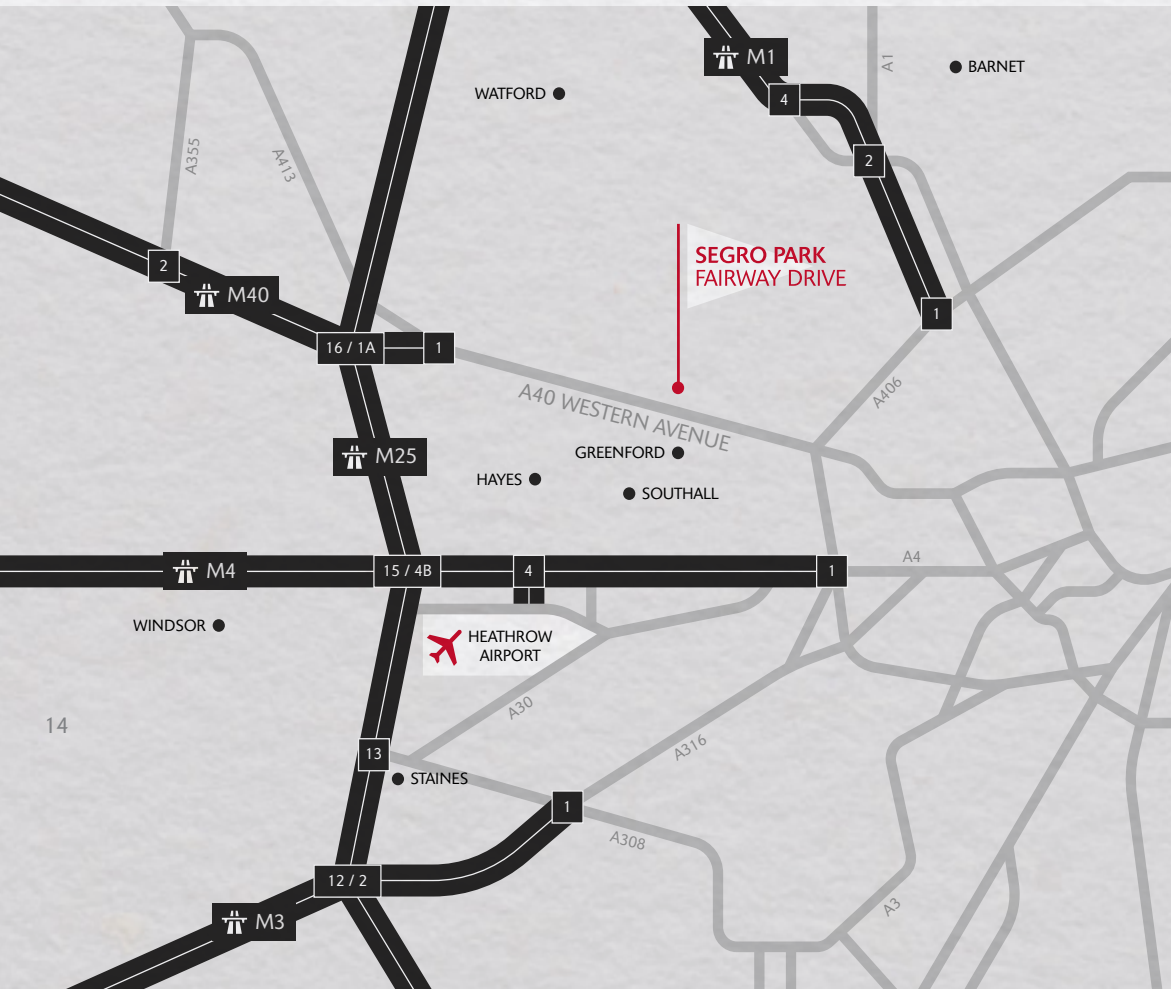 M1
A1
BARNET
WATFORD
4
2
A355
A413
SEGRO PARK
FAIRWAY DRIVE
2
M40
1
16 / 1A
1
A40 WESTERN AVENUE
A406
M25
GREENFORD
HAYES
SOUTHALL
M4
15 / 4B
4
1
A4
WINDSOR
HEATHROW
AIRPORT
A30
14
A316
13
STAINES
1
A308
12 / 2
A3
M3